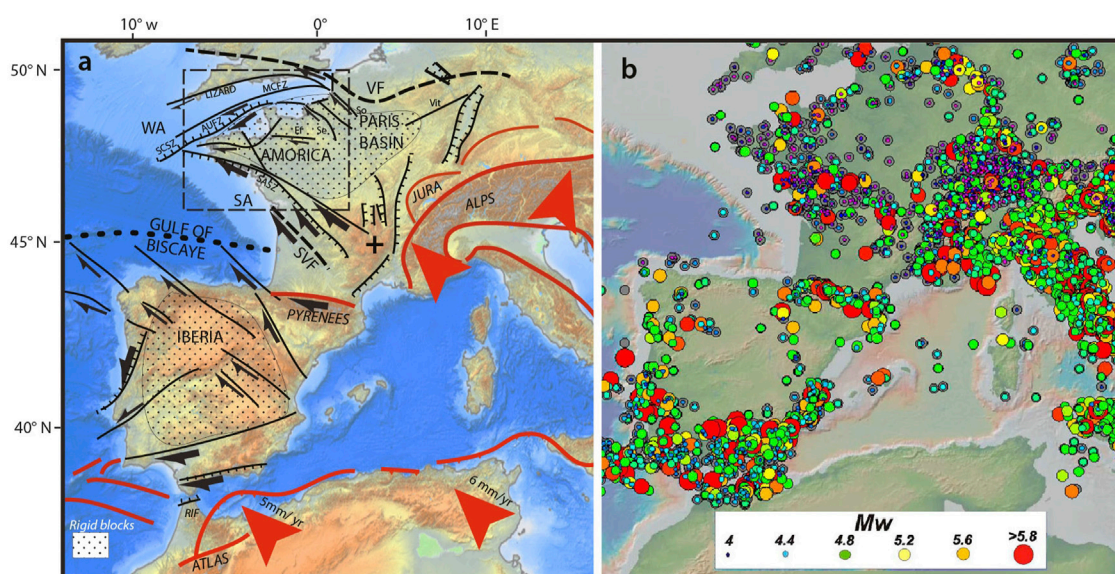 10° w
0°
10° E
50° N
45° N
40° N
a
LIZARD
MCFZ
VF
WA
AUFZ
SCSZ
So
Vit
PARIS
BASIN
Ef
Se
AMORICA
SASZ
SA
JURA
ALPS
GULF OF
BISCAYE
SVF
PYRENEES
IBERIA
5mm/yr
6 mm/yr
RIF
Rigid blocks
ATLAS
b
Mw
4 4.4 4.8 5.2 5.6 >5.8